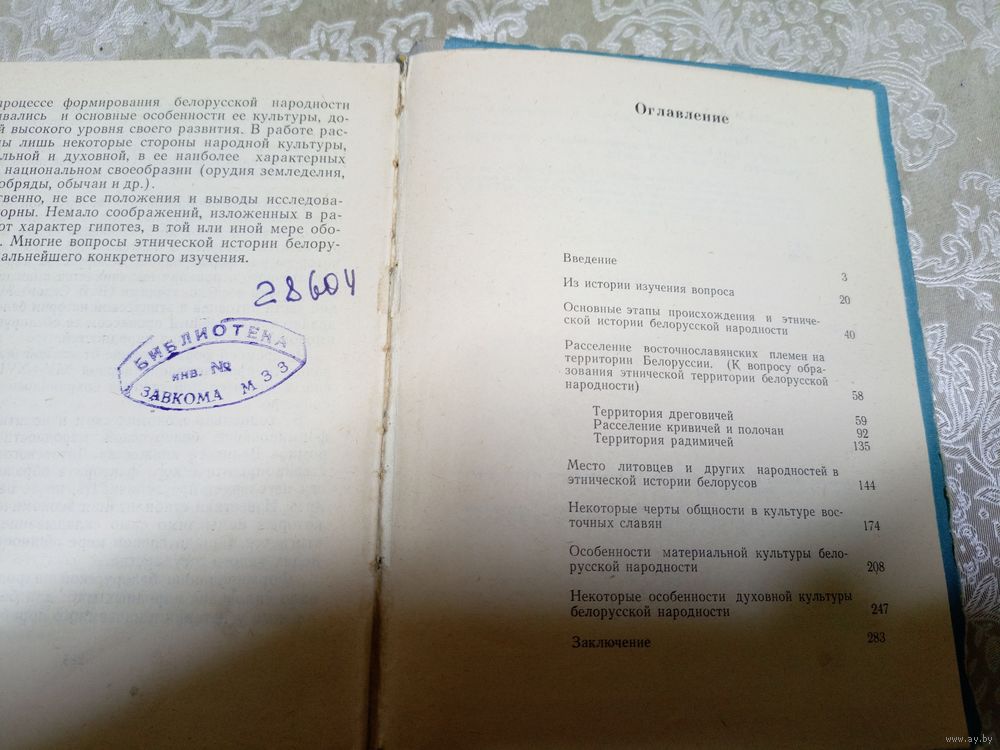 процессе формирования белорусской народности
ивались и основные особенности ее культуры, до-
й высокого уровня своего развития. В работе рас-
ны лишь некоторые стороны народной культуры,
альной и духовной, в ее наиболее характерных
национальном своеобразии (орудия земледелия,
обряды, обычаи и др.).
ственно, не все положения и выводы исследова-
орны. Немало соображений, изложенных в ра-
от характер гипотез, в той или иной мере обо-
. Многие вопросы этнической истории белору-
альнейшего конкретного изучения.
28604
БИБЛИОТЕКА
ИНВ. №
ЗАВКОМА МЗЗ
Оглавление
Введение 3
Из истории изучения вопроса 20
Основные этапы происхождения и этниче-
ской истории белорусской народности 40
Расселение восточнославянских племен на
территории Белоруссии. (К вопросу обра-
зования этнической территории белорусской
народности) 58
Территория дреговичей 59
Расселение кривичей и полочан 92
Территория радимичей 135
Место литовцев и других народностей в
этнической истории белорусов 144
Некоторые черты общности в культуре вос-
точных славян 174
Особенности материальной культуры бело-
русской народности 208
Некоторые особенности духовной культуры
белорусской народности 247
Заключение 283
www.ay.by